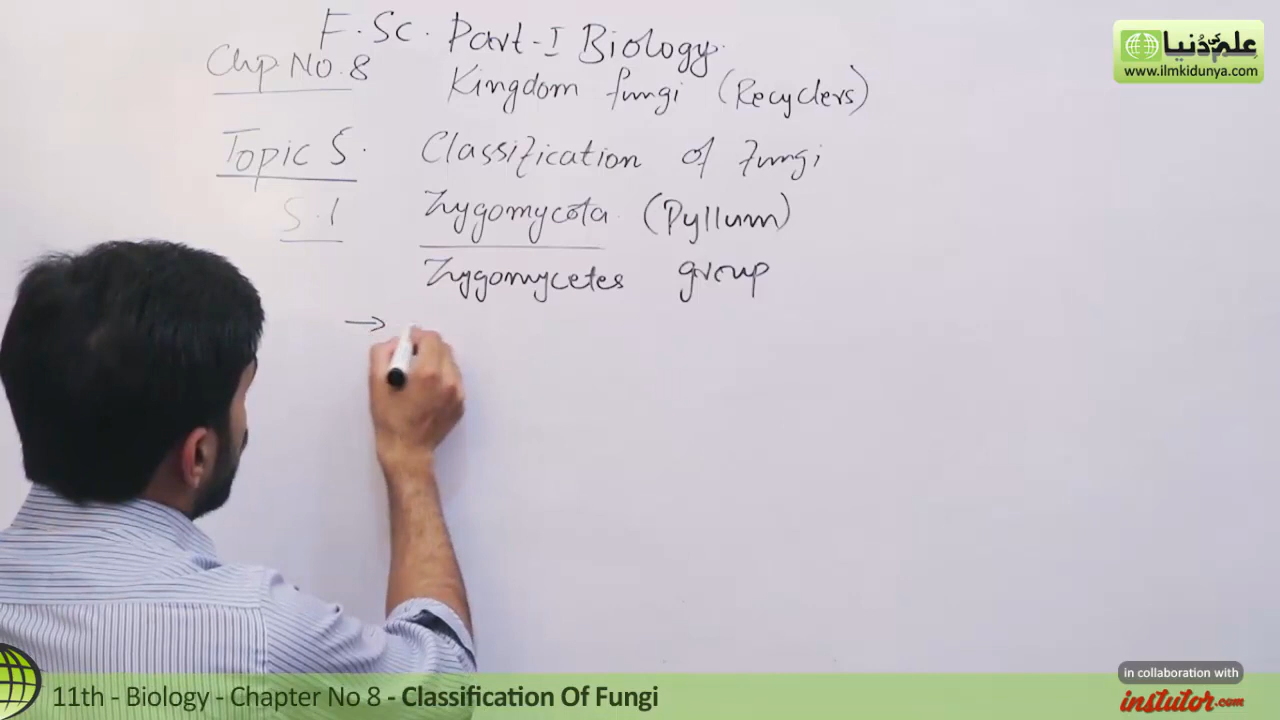 F.Sc. Part-I Biology.
Chp No.8 Kingdom fungi (Recyclers)
Topic 5. Classification of Fungi
5.1 Zygomycota. (Pyllum)
Zygomycetes group
→
علم کی دُنیا
www.ilmkidunya.com
11th - Biology - Chapter No 8 - Classification Of Fungi
in collaboration with
instutor.com